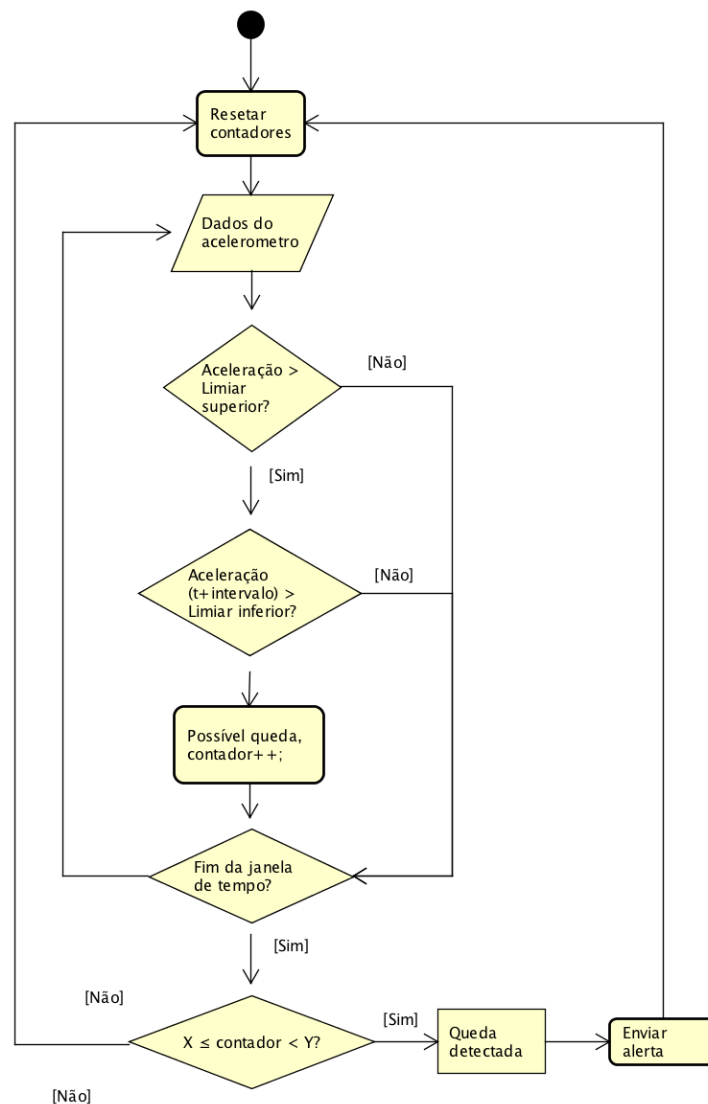 Resetar
contadores
Dados do
acelerometro
Aceleração >
Limiar
superior?
[Não]
[Sim]
Aceleração
(t+intervalo) >
Limiar inferior?
[Não]
Possível queda,
contador++;
Fim da janela
de tempo?
[Sim]
[Não]
X ≤ contador < Y?
[Sim]
Queda
detectada
Enviar
alerta
[Não]